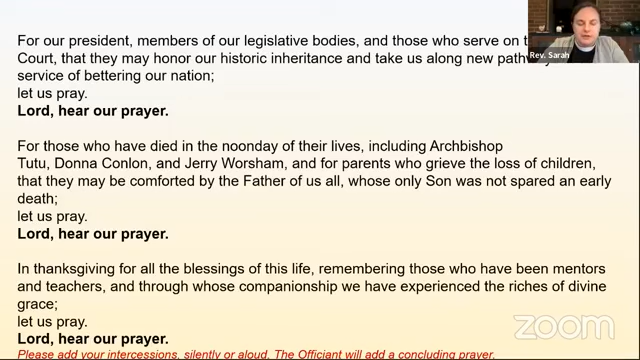 For our president, members of our legislative bodies, and those who serve on
Court, that they may honor our historic inheritance and take us along new
service of bettering our nation;
let us pray.
Lord, hear our prayer.
For those who have died in the noonday of their lives, including Archbishop
Tutu, Donna Conlon, and Jerry Worsham, and for parents who grieve the loss of children,
that they may be comforted by the Father of us all, whose only Son was not spared an early
death;
let us pray.
Lord, hear our prayer.
In thanksgiving for all the blessings of this life, remembering those who have been mentors
and teachers, and through whose companionship we have experienced the riches of divine
grace;
let us pray.
Lord, hear our prayer.
Please add your intercessions, silently or aloud. The Officiant will add a concluding prayer.
Rev. Sarah
zoom